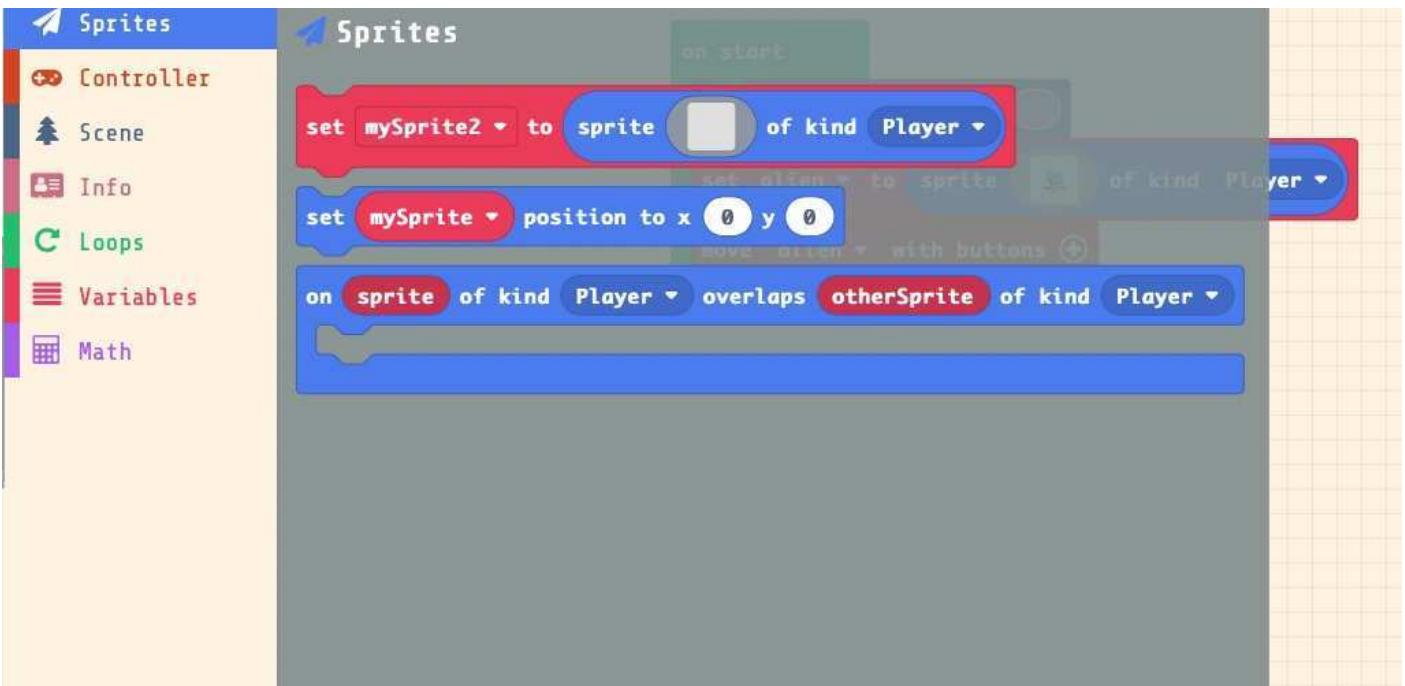 Sprites
Controller
Scene
Info
Loops
Variables
Math
Sprites
on start
set mySprite2 to sprite of kind Player
set alien to sprite of kind Player
set mySprite position to x 0 y 0
move alien with buttons
on sprite of kind Player overlaps otherSprite of kind Player